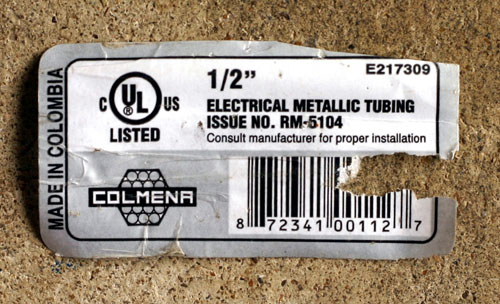 MADE IN COLOMBIA
C UL US
LISTED
1/2"
E217309
ELECTRICAL METALLIC TUBING
ISSUE NO. RM-5104
Consult manufacturer for proper installation
COLMENA
8 72341 00112 7